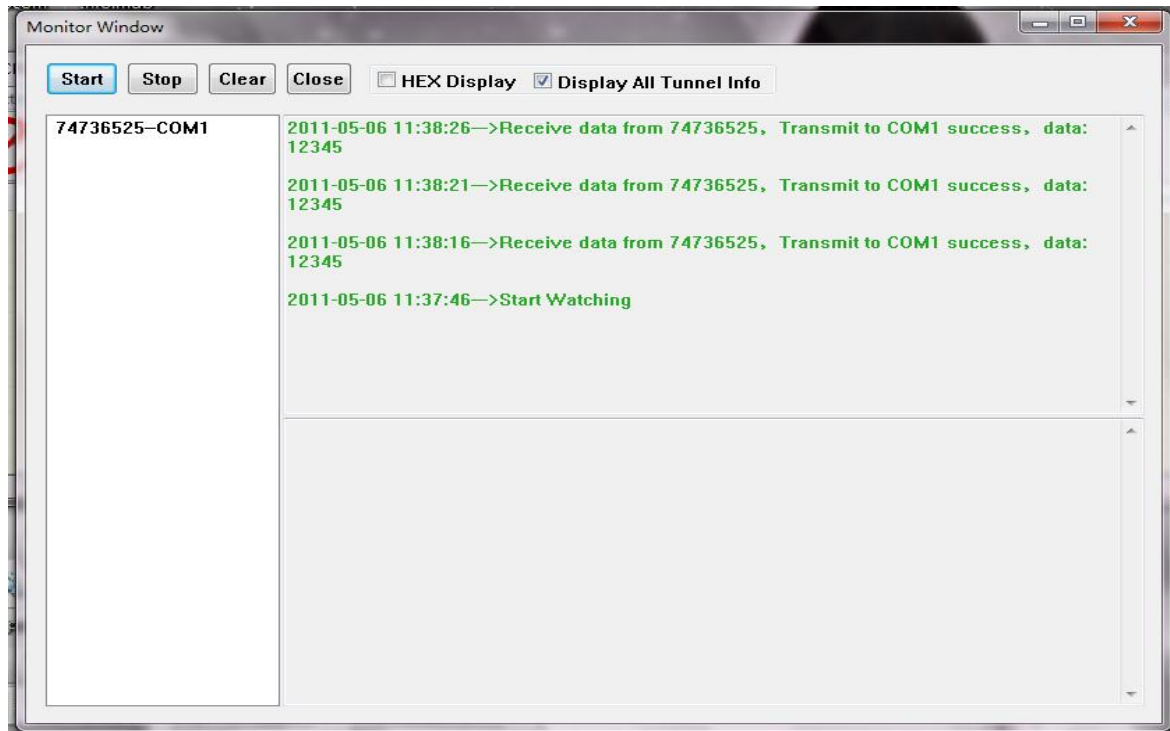 Monitor Window
Start Stop Clear Close HEX Display Display All Tunnel Info
74736525--COM1
2011-05-06 11:38:26—>Receive data from 74736525, Transmit to COM1 success, data:
12345
2011-05-06 11:38:21—>Receive data from 74736525, Transmit to COM1 success, data:
12345
2011-05-06 11:38:16—>Receive data from 74736525, Transmit to COM1 success, data:
12345
2011-05-06 11:37:46—>Start Watching